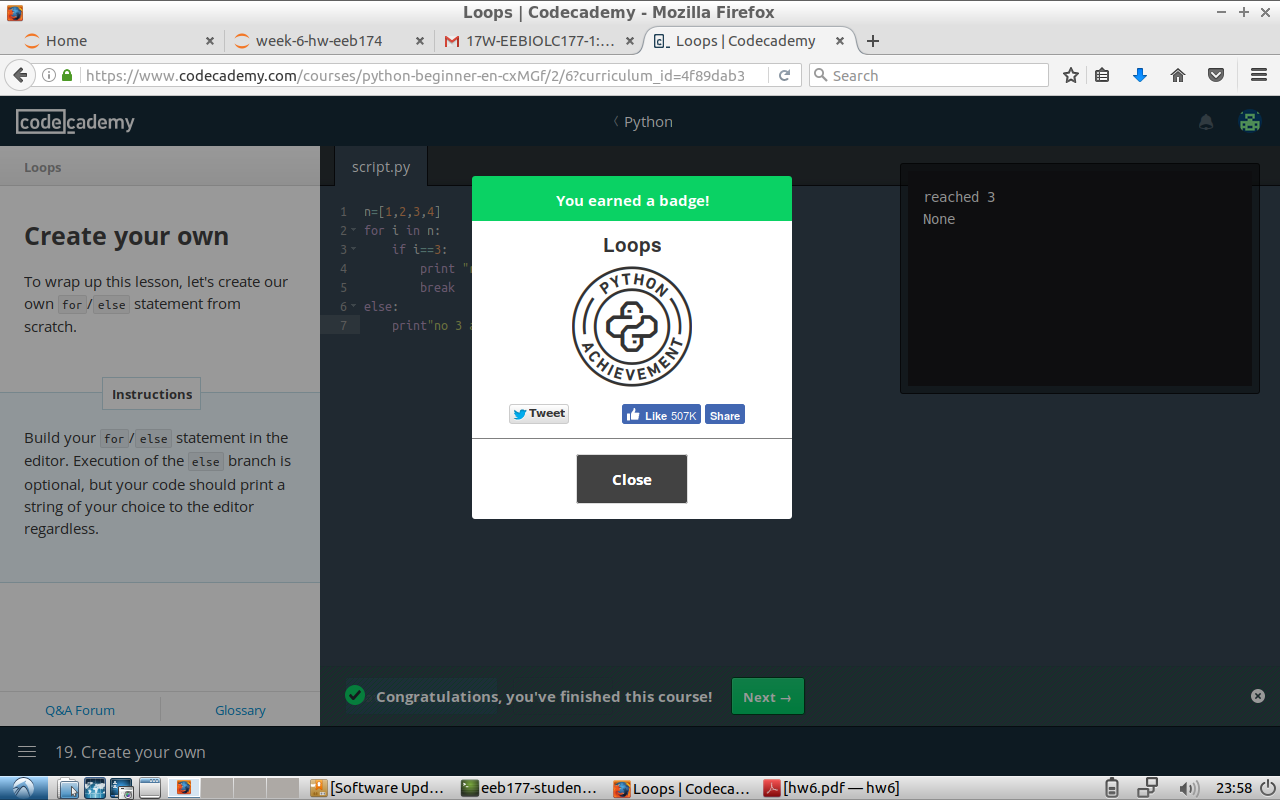 Loops | Codecademy - Mozilla Firefox
Home
week-6-hw-eeb174
17W-EEBIOLC177-1:...
Loops | Codecademy
https://www.codecademy.com/courses/python-beginner-en-cxMGf/2/6?curriculum_id=4f89dab3
Search
codecademy
Python
Loops
script.py
Create your own
To wrap up this lesson, let's create our
own for/else statement from
scratch.
Instructions
Build your for/else statement in the
editor. Execution of the else branch is
optional, but your code should print a
string of your choice to the editor
regardless.
Q&A Forum
Glossary
1 n=[1,2,3,4]
2 for i in n:
3 if i==3:
4 print "
5 break
6 else:
7 print"no 3 a
reached 3
None
You earned a badge!
Loops
PYTHON
ACHIEVEMENT
Tweet
Like 507K
Share
Close
Congratulations, you've finished this course!
Next →
19. Create your own
[Software Upd...
eeb177-studen...
Loops | Codeca...
[hw6.pdf — hw6]
23:58